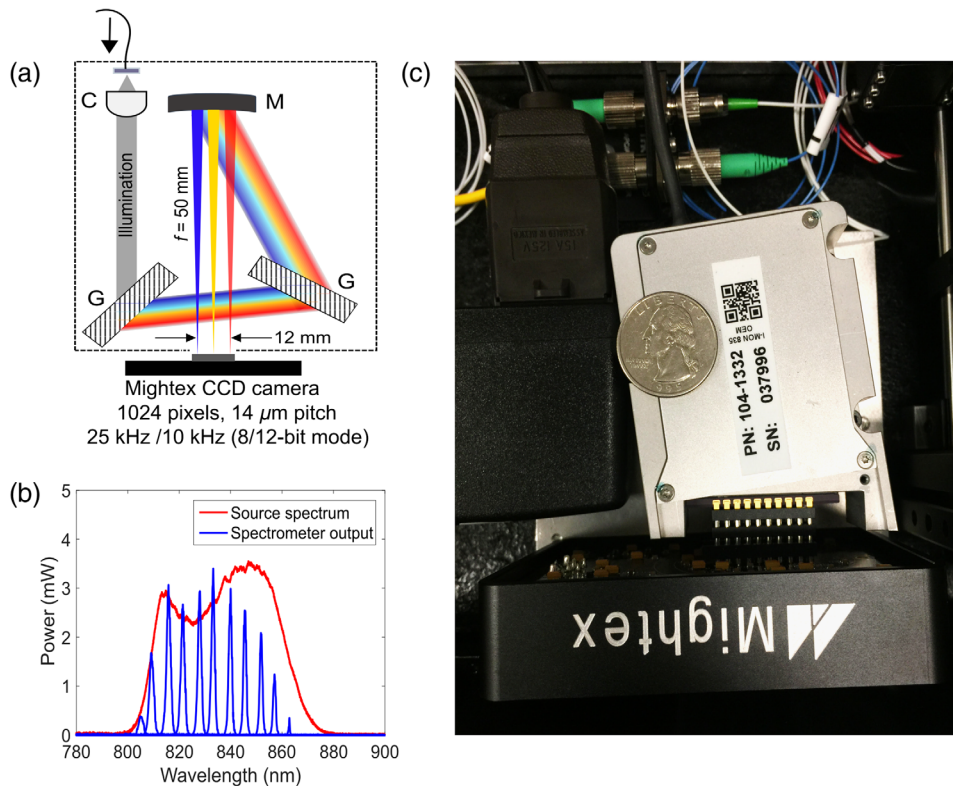 (a)
C
M
Illumination
f = 50 mm
G
G
12 mm
Mightex CCD camera
1024 pixels, 14 µm pitch
25 kHz /10 kHz (8/12-bit mode)
(b)
Source spectrum
Spectrometer output
Power (mW)
5
4
3
2
1
0
780
800
820
840
860
880
900
Wavelength (nm)
(c)
15A 125V
LIBERTY
I-MON 835
OEM
PN: 104-1332
SN: 037996
Mightex